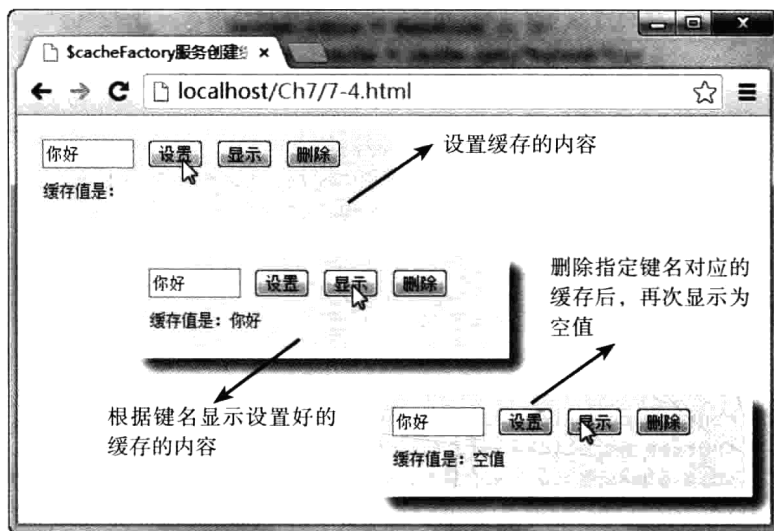 $cacheFactory服务创建
localhost/Ch7/7-4.html
你好 设置 显示 删除
缓存值是：
设置缓存的内容
你好 设置 显示 删除
缓存值是：你好
删除指定键名对应的
缓存后，再次显示为
空值
根据键名显示设置好的
缓存的内容
你好 设置 显示 删除
缓存值是：空值